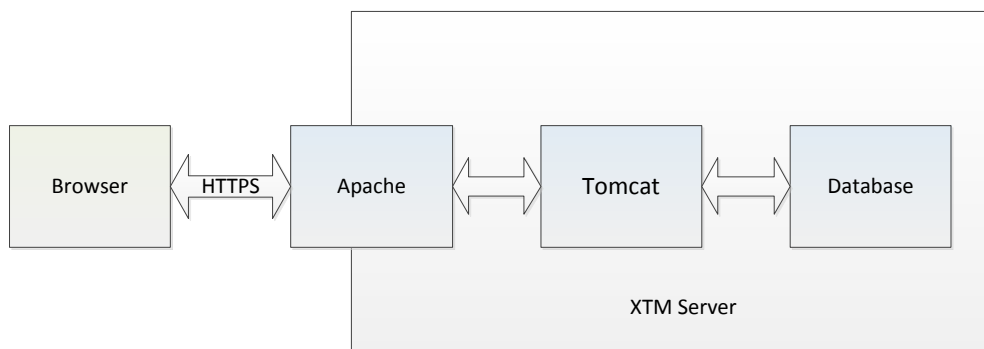 Browser
HTTPS
Apache
Tomcat
Database
XTM Server